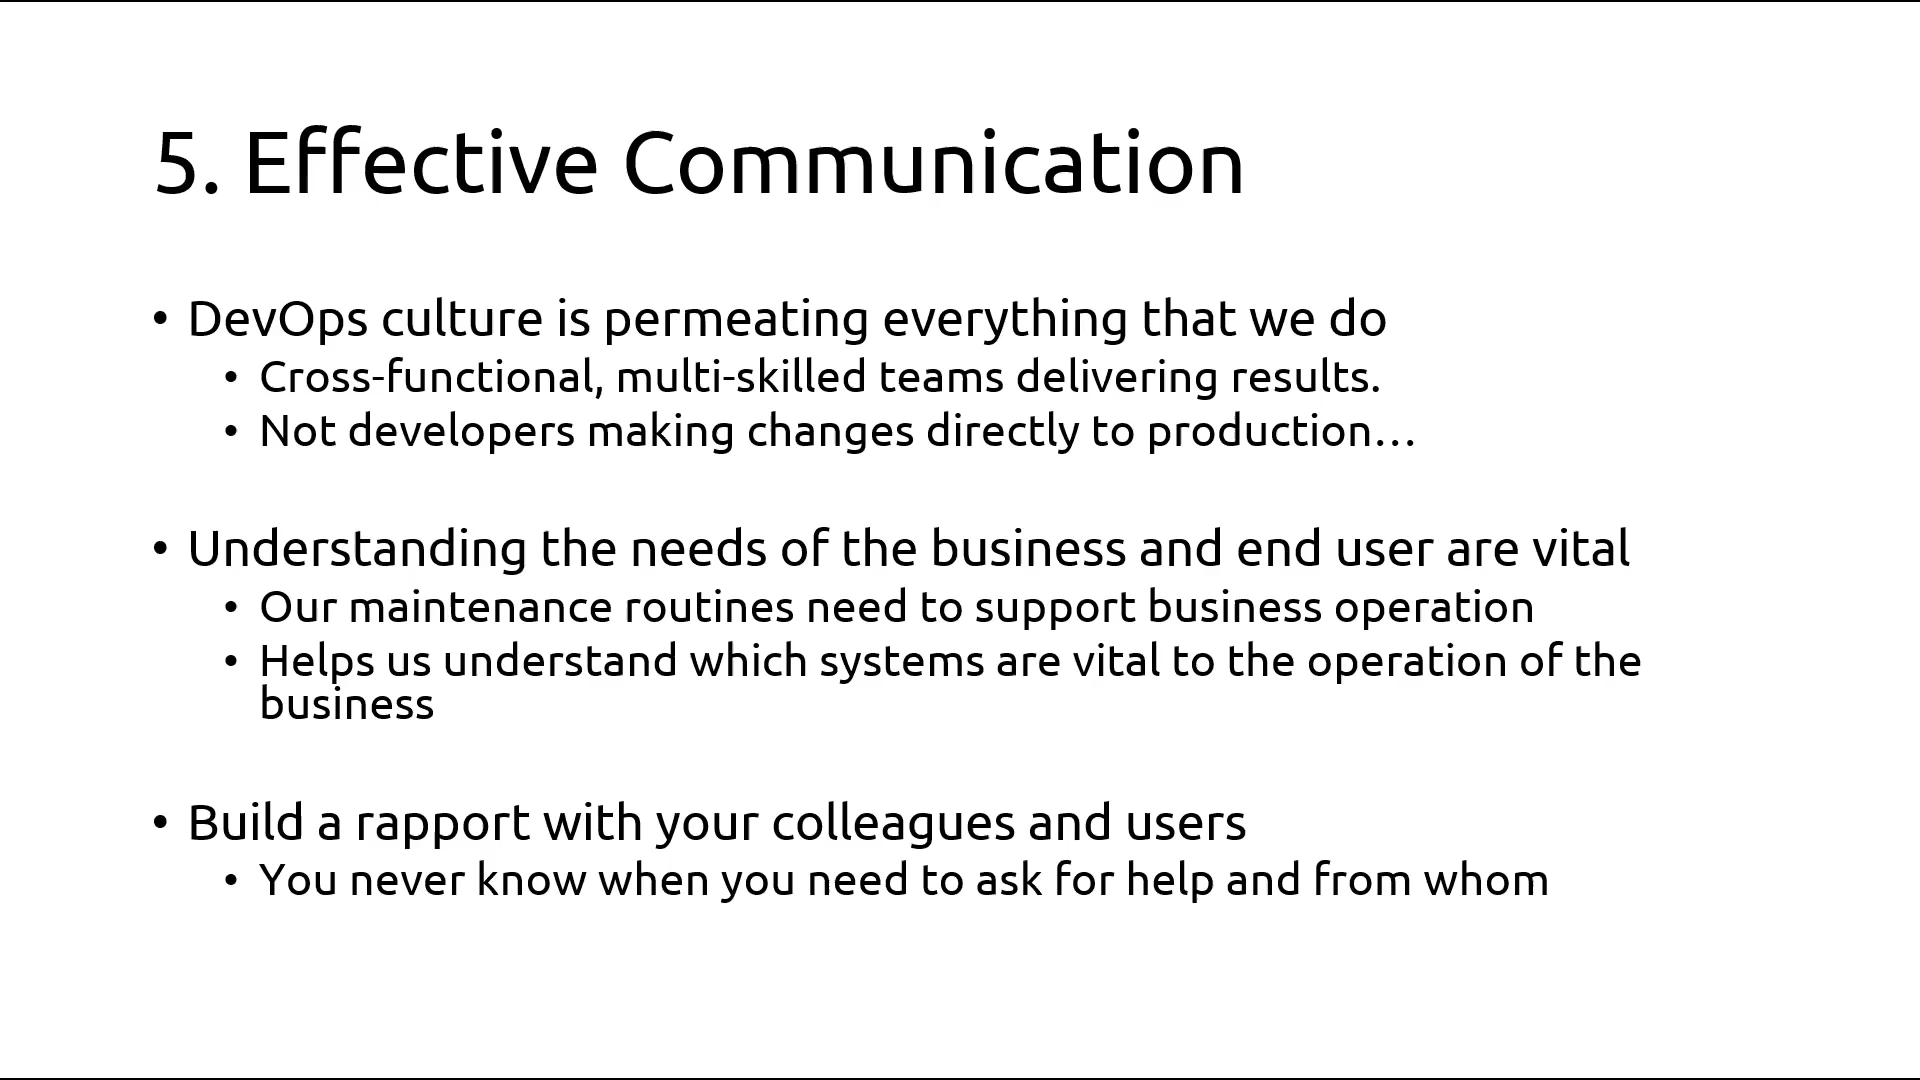 5. Effective Communication
• DevOps culture is permeating everything that we do
• Cross-functional, multi-skilled teams delivering results.
• Not developers making changes directly to production…
• Understanding the needs of the business and end user are vital
• Our maintenance routines need to support business operation
• Helps us understand which systems are vital to the operation of the
business
• Build a rapport with your colleagues and users
• You never know when you need to ask for help and from whom